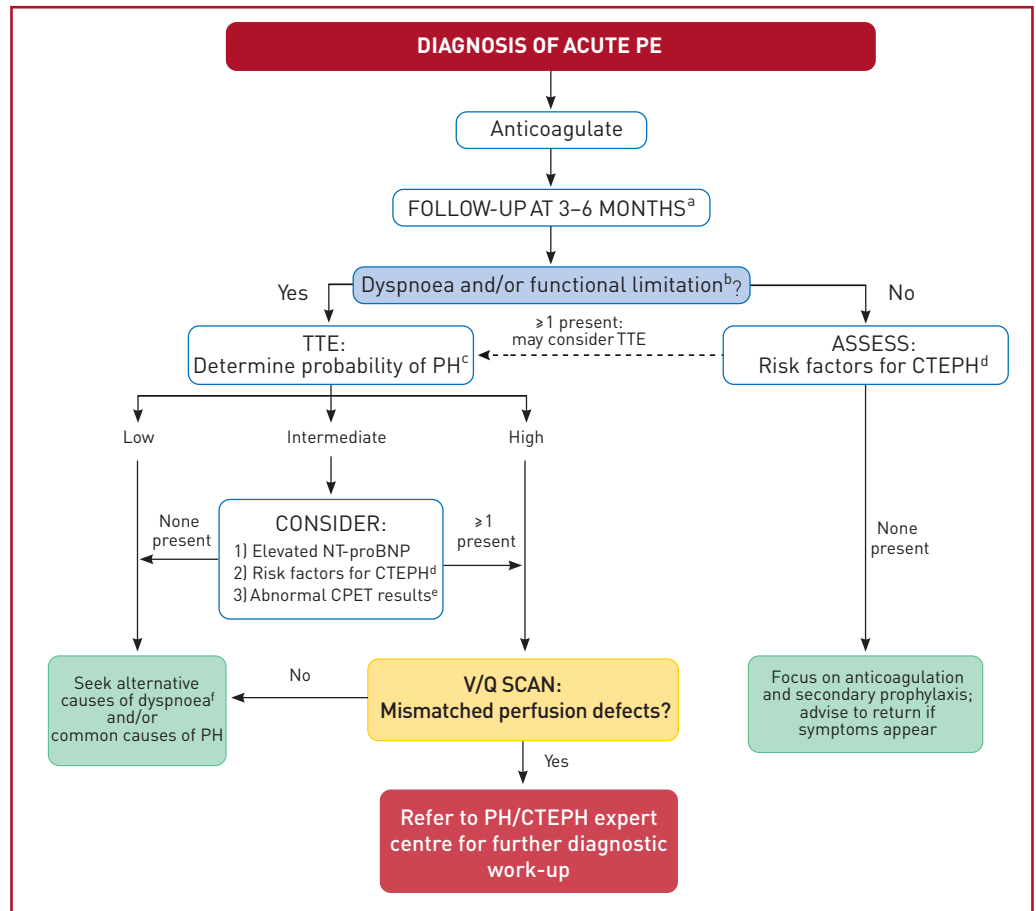 DIAGNOSIS OF ACUTE PE
Anticoagulate
FOLLOW-UP AT 3–6 MONTHSᵃ
Dyspnoea and/or functional limitationᵇ?
Yes
No
TTE:
Determine probability of PHᶜ
≥1 present:
may consider TTE
ASSESS:
Risk factors for CTEPHᵈ
Low
Intermediate
High
None
present
CONSIDER:
1) Elevated NT-proBNP
2) Risk factors for CTEPHᵈ
3) Abnormal CPET resultsᵉ
≥1
present
None
present
Seek alternative
causes of dyspnoeaᶠ
and/or
common causes of PH
No
V/Q SCAN:
Mismatched perfusion defects?
Focus on anticoagulation
and secondary prophylaxis;
advise to return if
symptoms appear
Yes
Refer to PH/CTEPH expert
centre for further diagnostic
work-up